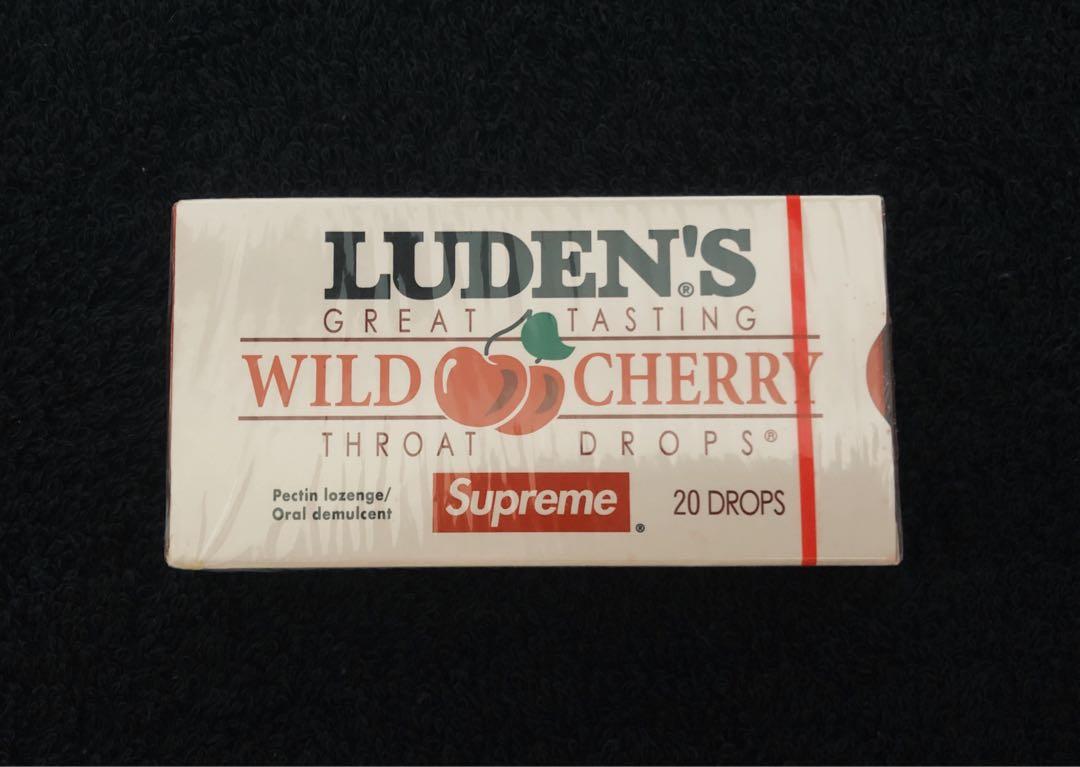 LUDEN'S®
GREAT TASTING
WILD CHERRY
THROAT DROPS®
Pectin lozenge/
Oral demulcent
Supreme®
20 DROPS